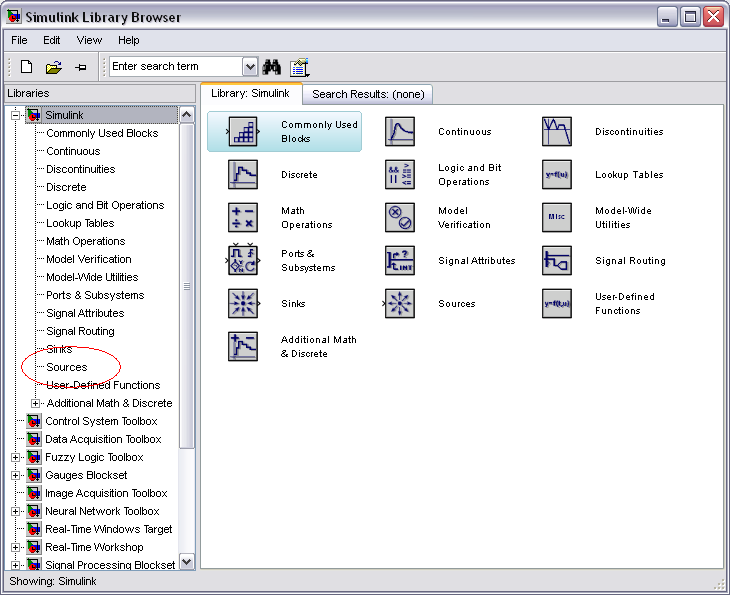 Simulink Library Browser
File Edit View Help
Enter search term
Libraries
Library: Simulink
Search Results: (none)
Simulink
Commonly Used Blocks
Continuous
Discontinuities
Discrete
Logic and Bit Operations
Lookup Tables
Math Operations
Model Verification
Model-Wide Utilities
Ports & Subsystems
Signal Attributes
Signal Routing
Sinks
Sources
User-Defined Functions
Additional Math & Discrete
Control System Toolbox
Data Acquisition Toolbox
Fuzzy Logic Toolbox
Gauges Blockset
Image Acquisition Toolbox
Neural Network Toolbox
Real-Time Windows Target
Real-Time Workshop
Signal Processing Blockset
Commonly Used
Blocks
Continuous
Discontinuities
Discrete
&& >
|| <=
Logic and Bit
Operations
y=f(u)
Lookup Tables
+ −
÷ ×
Math
Operations
Model
Verification
Misc
Model-Wide
Utilities
Ports &
Subsystems
?
INT
Signal Attributes
Signal Routing
Sinks
Sources
y=f(t,u)
User-Defined
Functions
+ −
Additional Math
& Discrete
Showing: Simulink